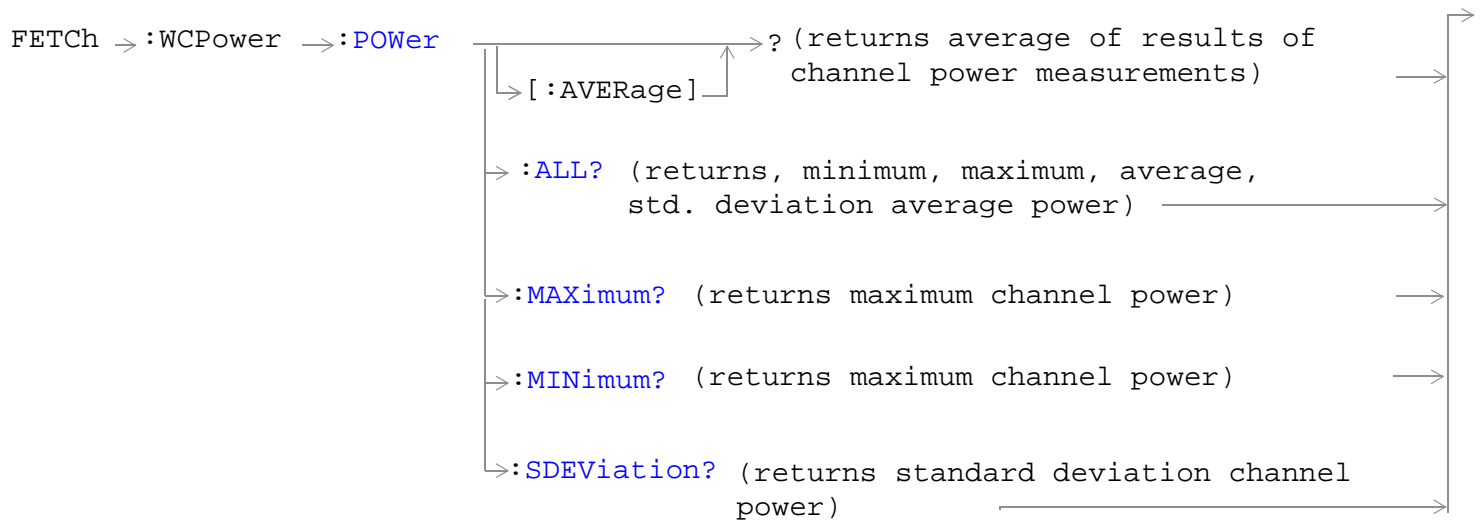 FETCh :WCPower :POWer ? (returns average of results of
channel power measurements)
[:AVERage]
:ALL? (returns, minimum, maximum, average,
std. deviation average power)
:MAXimum? (returns maximum channel power)
:MINimum? (returns maximum channel power)
:SDEViation? (returns standard deviation channel
power)